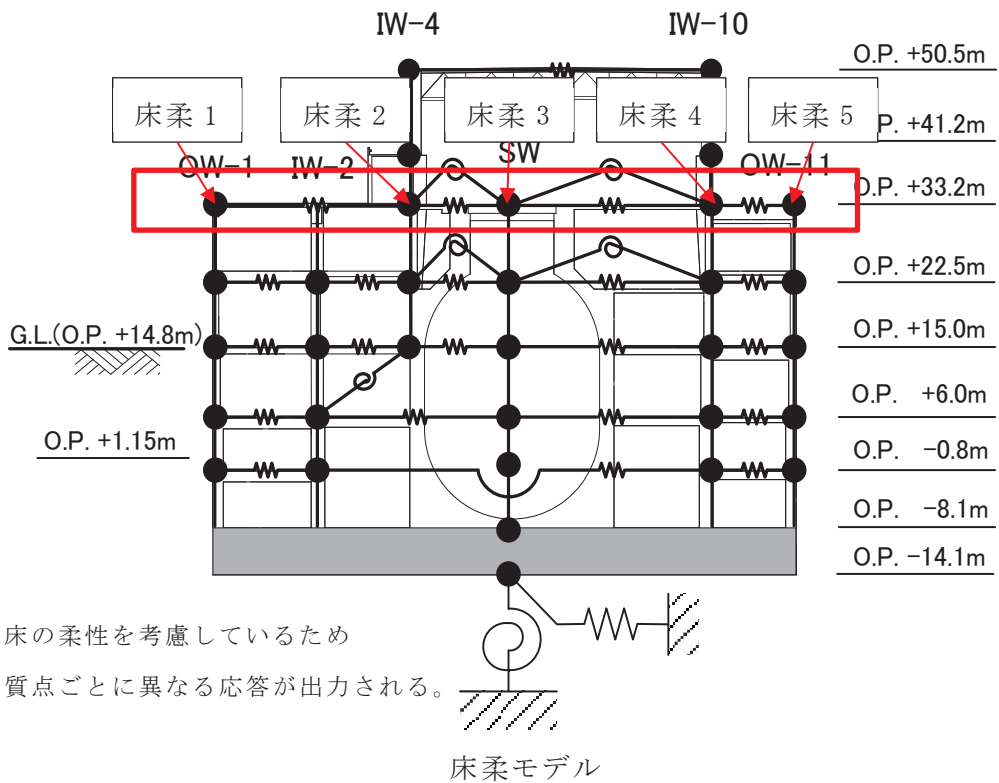 IW-4
IW-10
O.P. +50.5m
床柔 1
床柔 2
床柔 3
床柔 4
床柔 5
P. +41.2m
OW-1
IW-2
SW
OW-11
O.P. +33.2m
O.P. +22.5m
G.L.(O.P. +14.8m)
O.P. +15.0m
O.P. +6.0m
O.P. +1.15m
O.P. -0.8m
O.P. -8.1m
O.P. -14.1m
床の柔性を考慮しているため
質点ごとに異なる応答が出力される。
床柔モデル